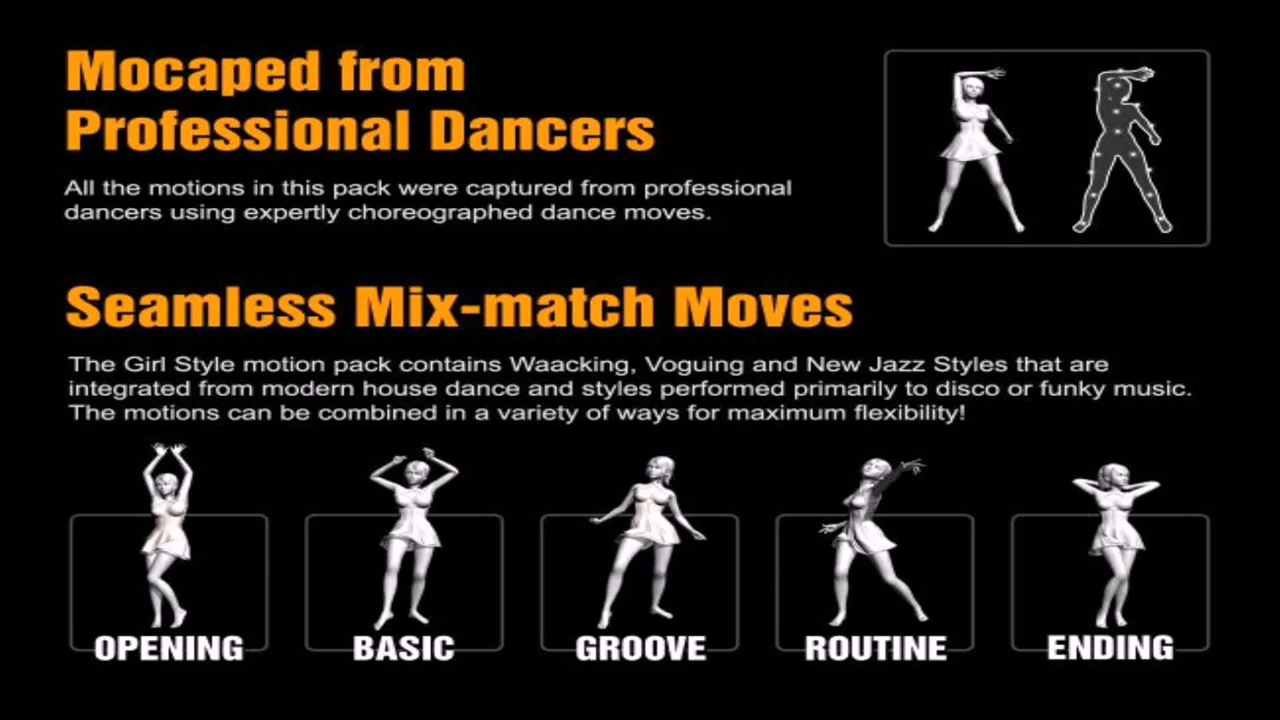 Mocaped from
Professional Dancers
All the motions in this pack were captured from professional
dancers using expertly choreographed dance moves.
Seamless Mix-match Moves
The Girl Style motion pack contains Waacking, Voguing and New Jazz Styles that are
integrated from modern house dance and styles performed primarily to disco or funky music.
The motions can be combined in a variety of ways for maximum flexibility!
OPENING BASIC GROOVE ROUTINE ENDING